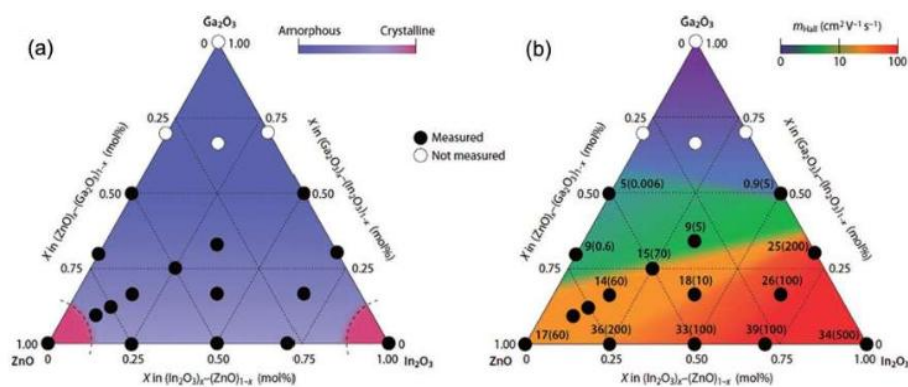 (a)
Ga₂O₃
0 1.00
Amorphous Crystalline
0.25 0.75
X in (ZnO)x–(Ga₂O₃)1–x (mol%)
X in (Ga₂O₃)x–(In₂O₃)1–x (mol%)
0.50 0.50
0.75 0.25
1.00 0
ZnO In₂O₃
0 0.25 0.50 0.75 1.00
X in (In₂O₃)x–(ZnO)1–x (mol%)
Measured
Not measured
(b)
Ga₂O₃
0 1.00
mHall (cm² V⁻¹ s⁻¹)
0 10 100
0.25 0.75
X in (ZnO)x–(Ga₂O₃)1–x (mol%)
X in (Ga₂O₃)x–(In₂O₃)1–x (mol%)
0.50 5(0.006) 0.9(5) 0.50
9(5)
9(0.6) 25(200)
0.75 15(70) 0.25
14(60) 18(10) 26(100)
17(60) 36(200) 33(100) 39(100) 34(500)
1.00 0
ZnO In₂O₃
0 0.25 0.50 0.75 1.00
X in (In₂O₃)x–(ZnO)1–x (mol%)